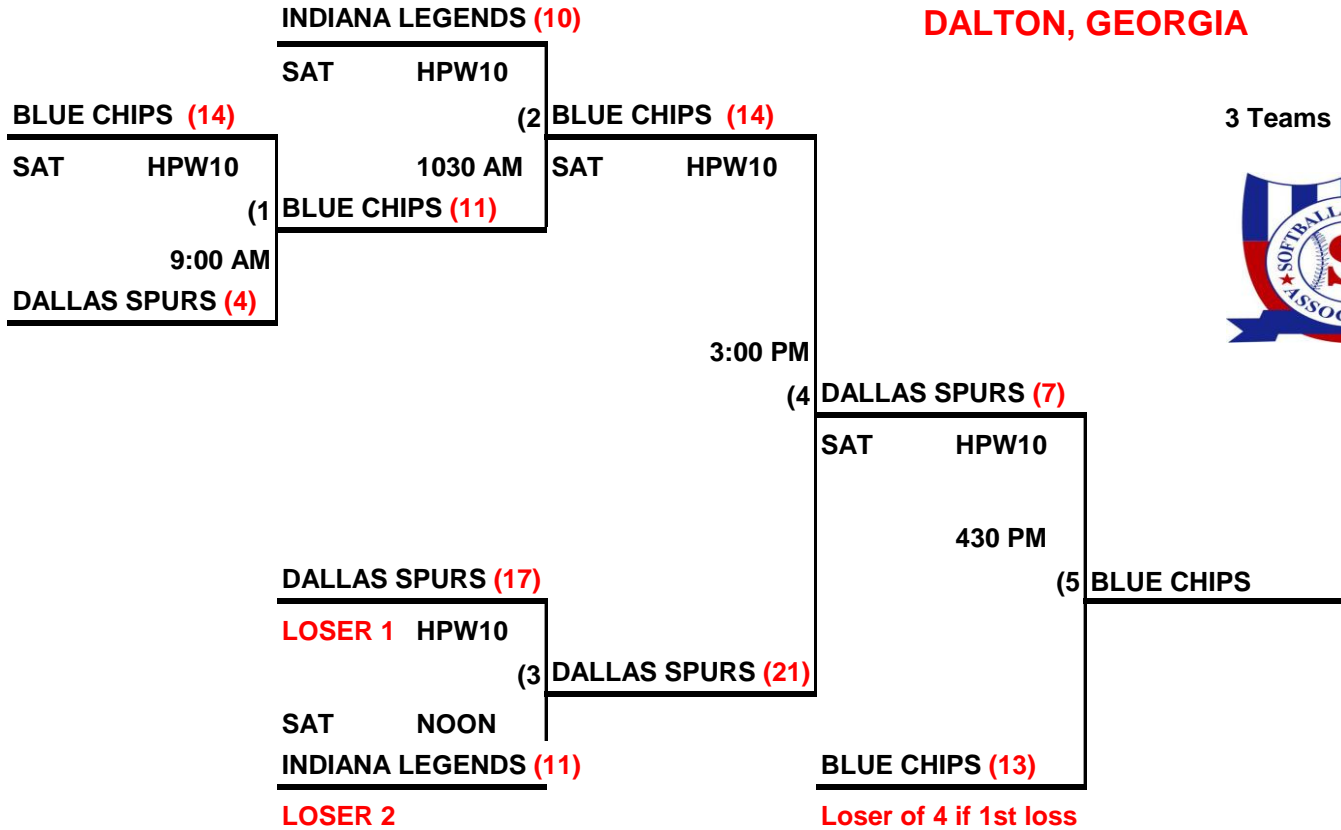 INDIANA LEGENDS (10)
DALTON, GEORGIA
SAT HPW10
BLUE CHIPS (14)
(2 BLUE CHIPS (14)
3 Teams
SAT HPW10
1030 AM SAT HPW10
(1 BLUE CHIPS (11)
9:00 AM
DALLAS SPURS (4)
3:00 PM
(4 DALLAS SPURS (7)
SAT HPW10
430 PM
DALLAS SPURS (17)
(5 BLUE CHIPS
LOSER 1 HPW10
(3 DALLAS SPURS (21)
SAT NOON
INDIANA LEGENDS (11)
BLUE CHIPS (13)
LOSER 2
Loser of 4 if 1st loss